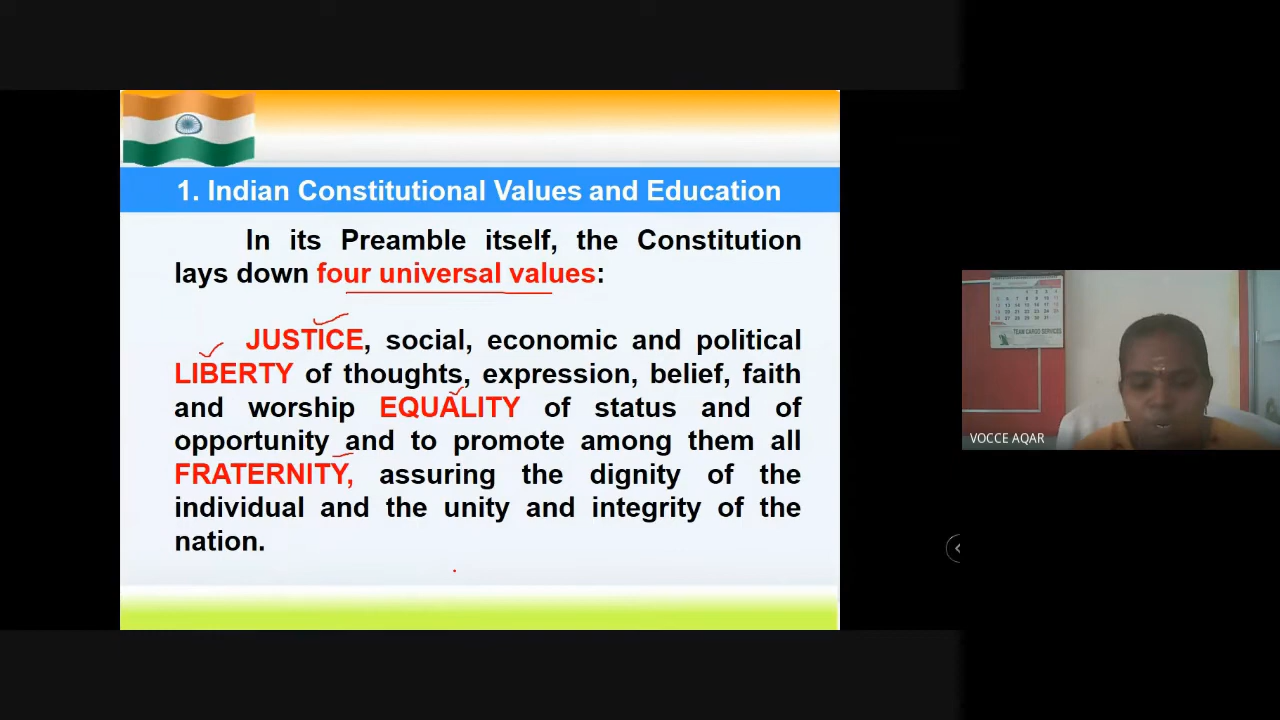 1. Indian Constitutional Values and Education
In its Preamble itself, the Constitution
lays down four universal values:
JUSTICE, social, economic and political
LIBERTY of thoughts, expression, belief, faith
and worship EQUALITY of status and of
opportunity and to promote among them all
FRATERNITY, assuring the dignity of the
individual and the unity and integrity of the
nation.
TEAM CARGO SERVICES
VOCCE AQAR